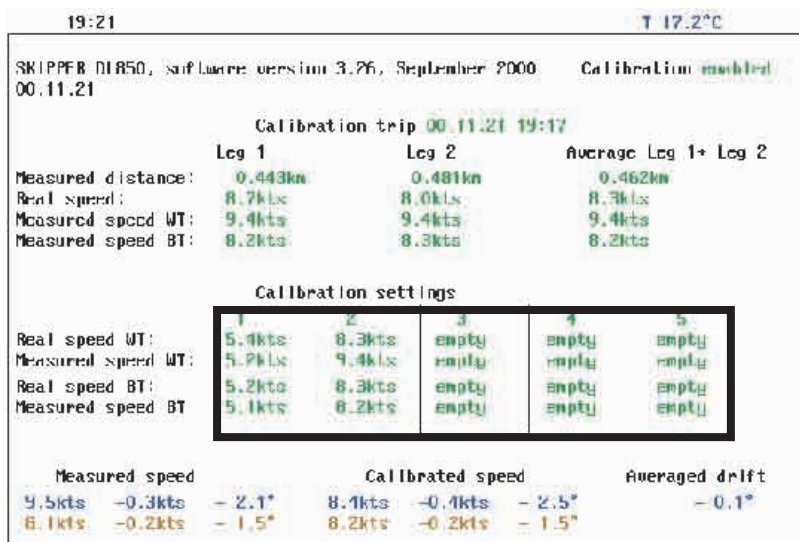 19:21 T 17.2°C
SKIPPER DL850, software version 3.26, September 2000 Calibration enabled
00.11.21
Calibration trip 00.11.21 19:17
Leg 1 Leg 2 Average Leg 1+ Leg 2
Measured distance: 0.443km 0.481km 0.462km
Real speed: 8.7kts 8.0kts 8.3kts
Measured speed WT: 9.4kts 9.4kts 9.4kts
Measured speed BT: 8.2kts 8.3kts 8.2kts
Calibration settings
1 2 3 4 5
Real speed WT: 5.4kts 8.3kts empty empty empty
Measured speed WT: 5.2kts 9.4kts empty empty empty
Real speed BT: 5.2kts 8.3kts empty empty empty
Measured speed BT 5.1kts 8.2kts empty empty empty
Measured speed Calibrated speed Averaged drift
9.5kts -0.3kts - 2.1° 8.4kts -0.4kts - 2.5° - 0.1°
-0.2kts - 1.5° 8.2kts -0.2kts - 1.5°